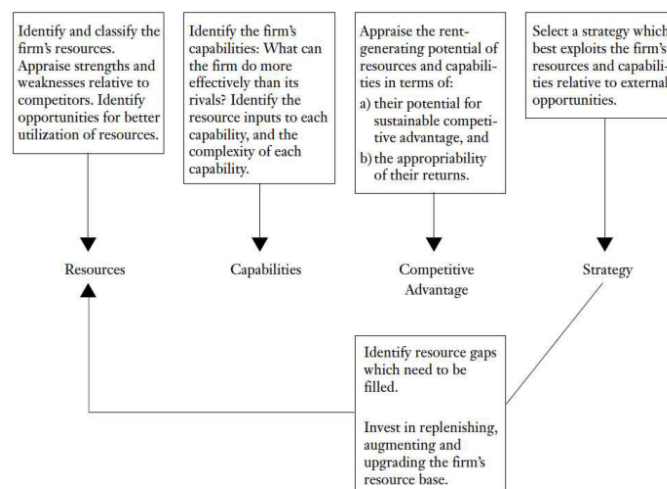 Identify and classify the
firm's resources.
Appraise strengths and
weaknesses relative to
competitors. Identify
opportunities for better
utilization of resources.
Identify the firm's
capabilities: What can
the firm do more
effectively than its
rivals? Identify the
resource inputs to each
capability, and the
complexity of each
capability.
Appraise the rent-
generating potential of
resources and capabili-
ties in terms of:
a) their potential for
sustainable competi-
tive advantage, and
b) the appropriability
of their returns.
Select a strategy which
best exploits the firm's
resources and capabili-
ties relative to external
opportunities.
Resources
Capabilities
Competitive
Advantage
Strategy
Identify resource gaps
which need to be
filled.
Invest in replenishing,
augmenting and
upgrading the firm's
resource base.